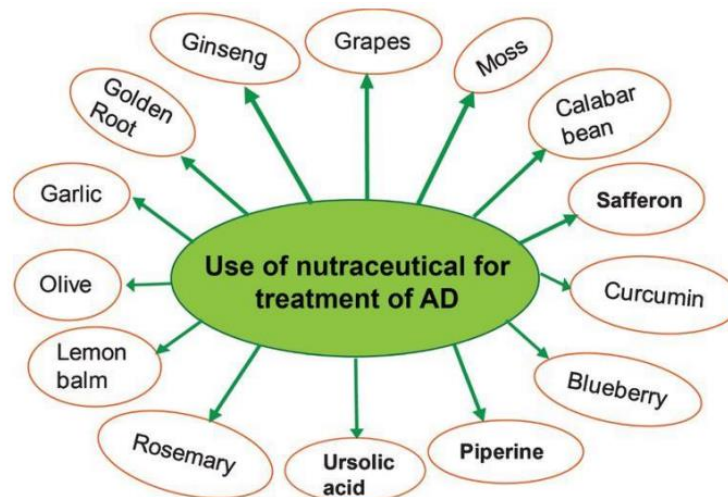 Use of nutraceutical for
treatment of AD
Grapes
Moss
Calabar
bean
Safferon
Curcumin
Blueberry
Piperine
Ursolic
acid
Rosemary
Lemon
balm
Olive
Garlic
Golden
Root
Ginseng